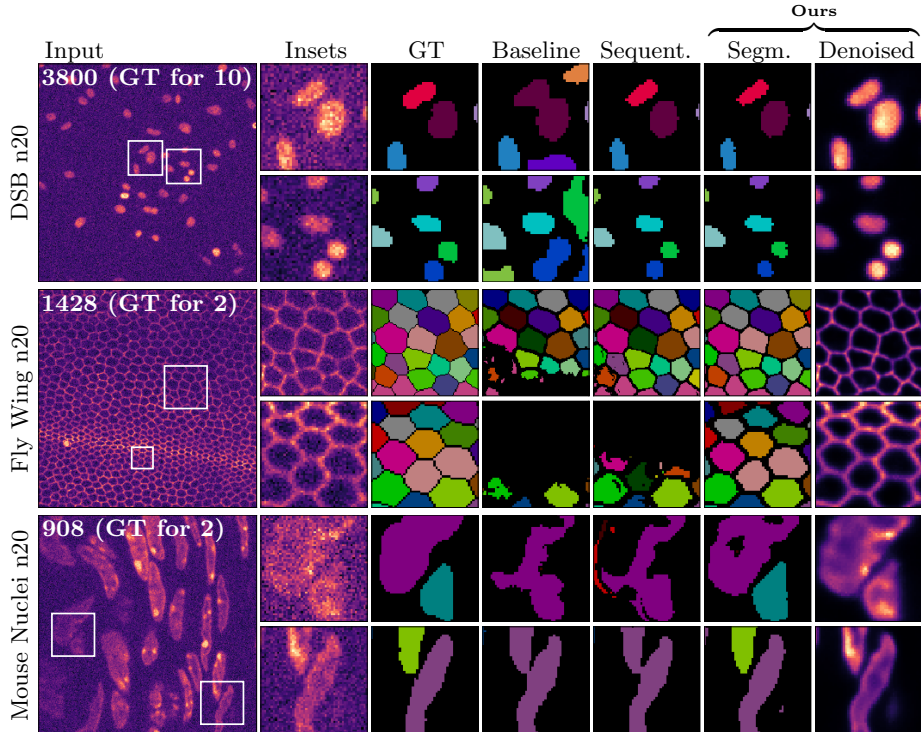 Ours
Input Insets GT Baseline Sequent. Segm. Denoised
DSB n20
3800 (GT for 10)
Fly Wing n20
1428 (GT for 2)
Mouse Nuclei n20
908 (GT for 2)